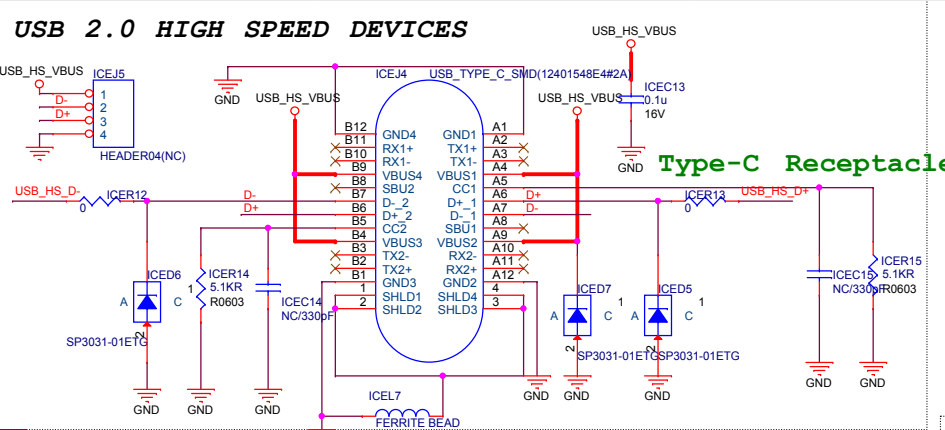 USB 2.0 HIGH SPEED DEVICES
USB_HS_VBUS
ICEJ5
1
D-
2
D+
3
4
HEADER04(NC)
GND
USB_HS_VBUS
ICEJ4
USB_TYPE_C_SMD(12401548E4#2A)
USB_HS_VBUS
USB_HS_VBUS
ICEC13
0.1u
16V
GND
Type-C Receptacle
B12 GND4 GND1 A1
B11 RX1+ TX1+ A2
B10 RX1- TX1- A3
B9 VBUS4 VBUS1 A4
B8 SBU2 CC1 A5
B7 D-_2 D+_1 A6
B6 D+_2 D-_1 A7
B5 CC2 SBU1 A8
B4 VBUS3 VBUS2 A9
B3 TX2- RX2- A10
B2 TX2+ RX2+ A11
B1 GND3 GND2 A12
1 SHLD1 SHLD4 4
2 SHLD2 SHLD3 3
USB_HS_D-
ICER12
0
D-
D+
D+
D-
ICER13
0
USB_HS_D+
ICED6
A C
2
SP3031-01ETG
GND
ICER14
1
5.1KR
R0603
GND
ICEC14
NC/330pF
GND
GND
ICED7
1
A C
2
SP3031-01ETG
GND
ICED5
1
A C
2
SP3031-01ETG
GND
ICEC15
NC/330pF
GND
ICER15
5.1KR
R0603
GND
ICEL7
FERRITE BEAD